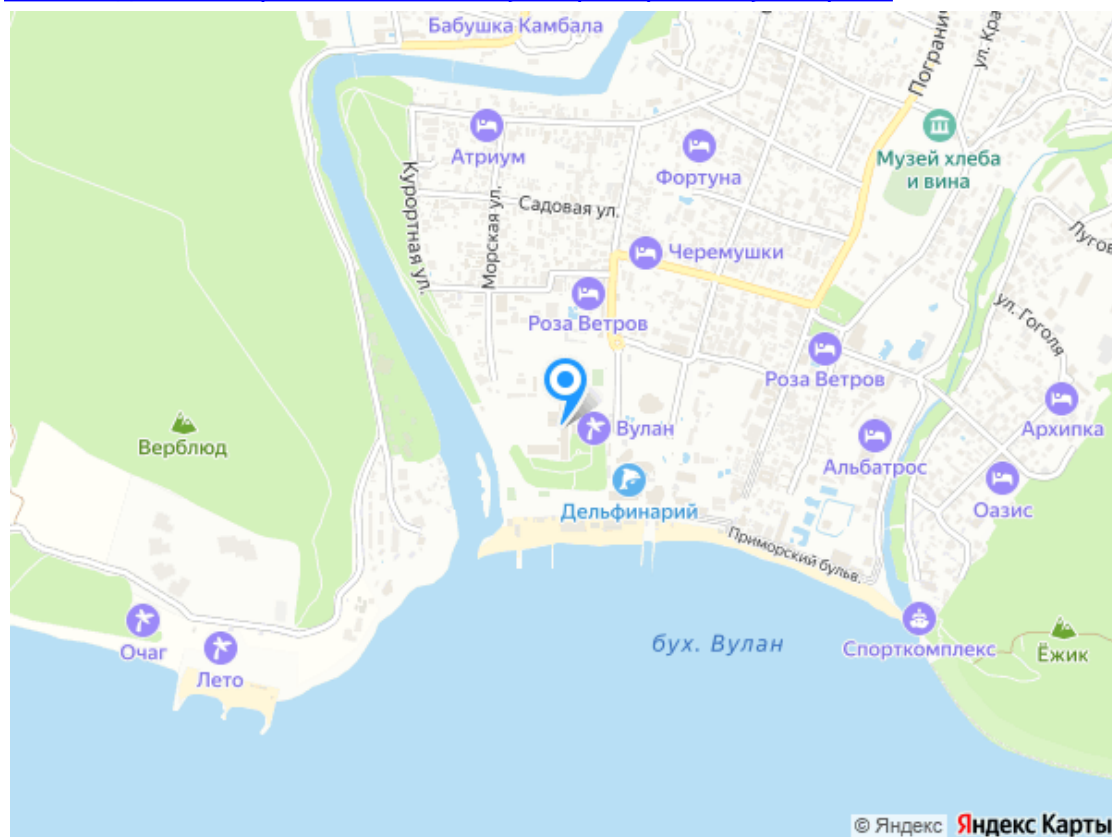 Бабушка Камбала
ул. Кра
Пограни
Атриум
Фортуна
Музей хлеба
и вина
Курортная ул.
Морская ул.
Садовая ул.
Лугов
Черемушки
Роза Ветров
ул. Гоголя
Роза Ветров
Верблюд
Вулан
Альбатрос
Архипка
Оазис
Дельфинарий
Приморский бульв.
бух. Вулан
Спорткомплекс
Ёжик
Очаг
Лето
© Яндекс Яндекс Карты